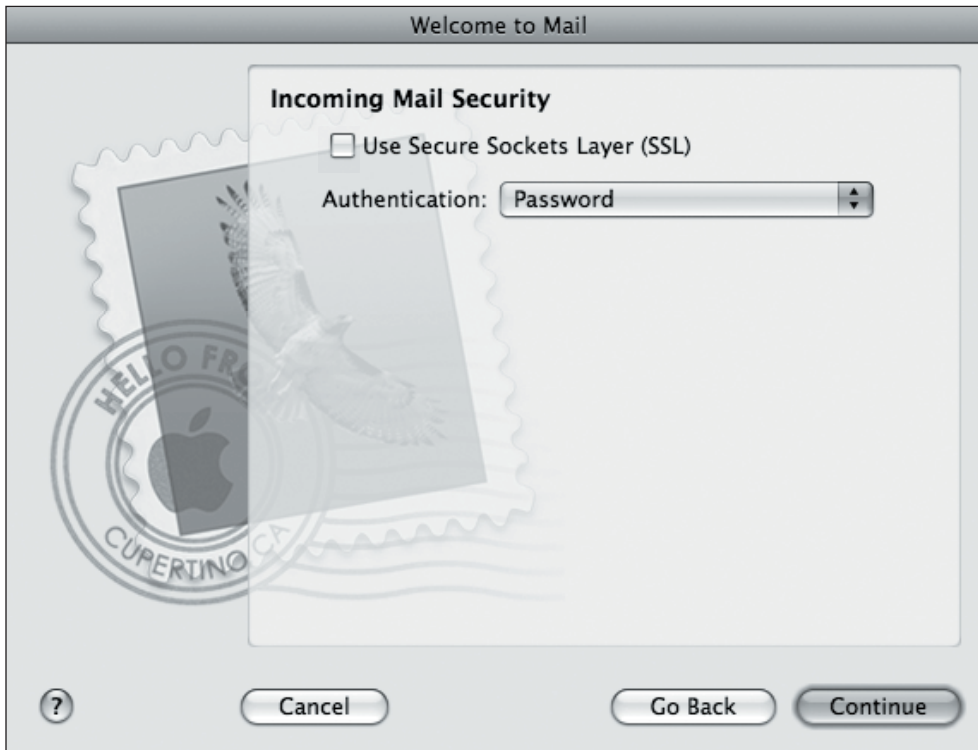 Welcome to Mail
Incoming Mail Security
Use Secure Sockets Layer (SSL)
Authentication: Password
HELLO FRO
CUPERTINO CA
? Cancel Go Back Continue